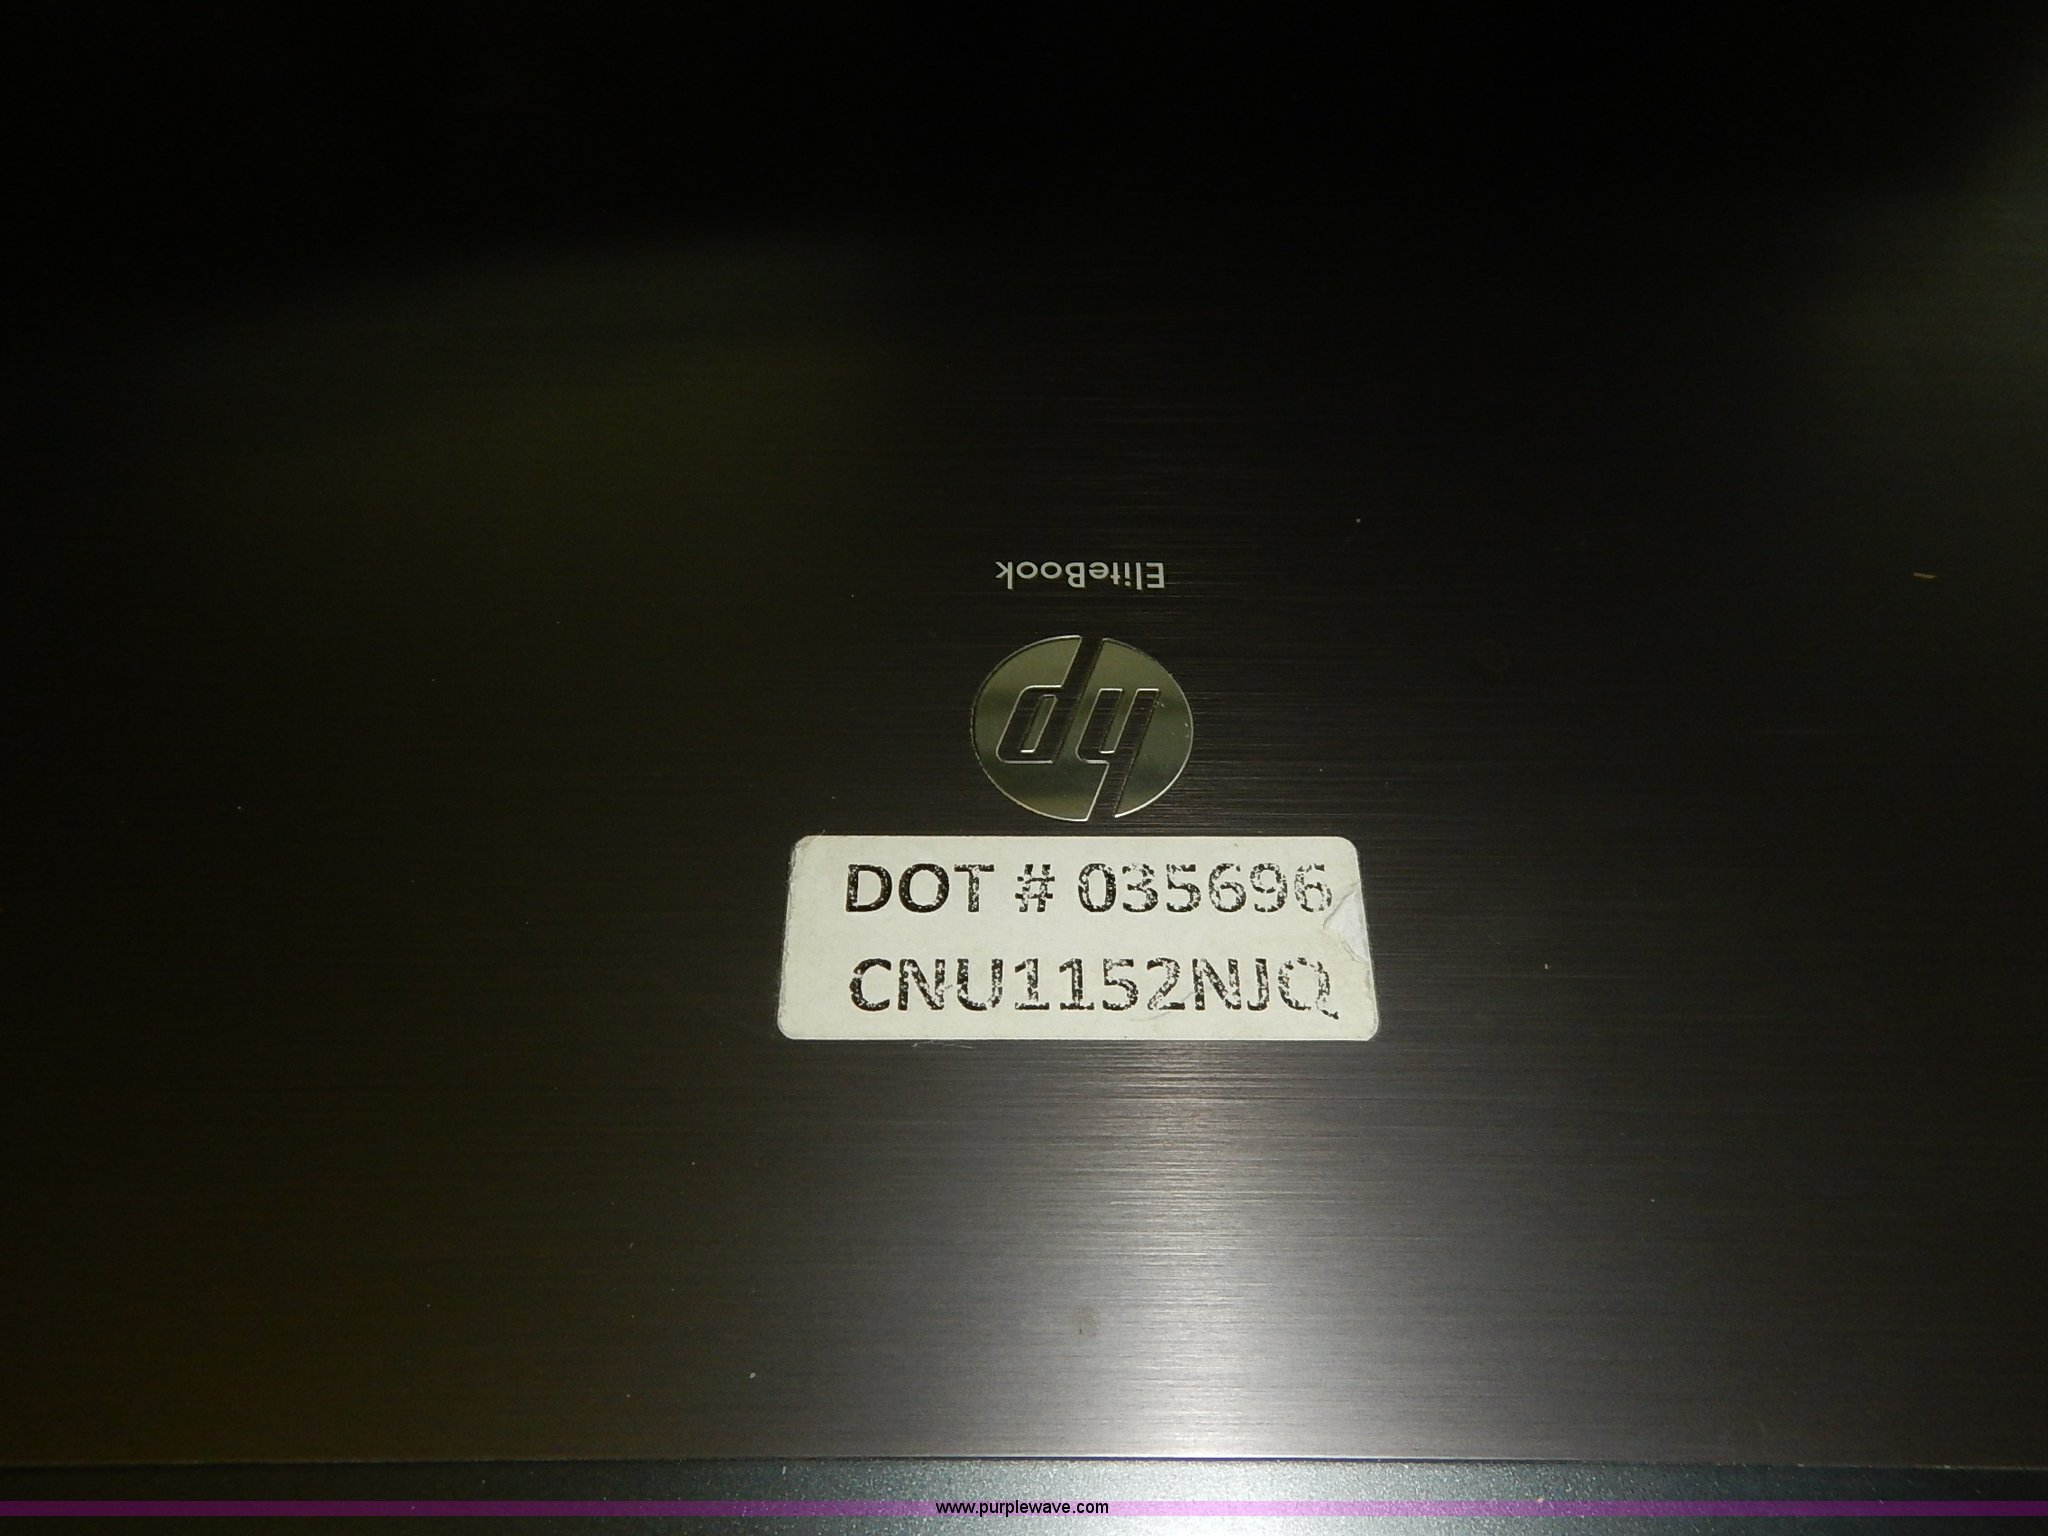 EliteBook
hp
DOT # 035696
CNU1152NJQ
www.purplewave.com